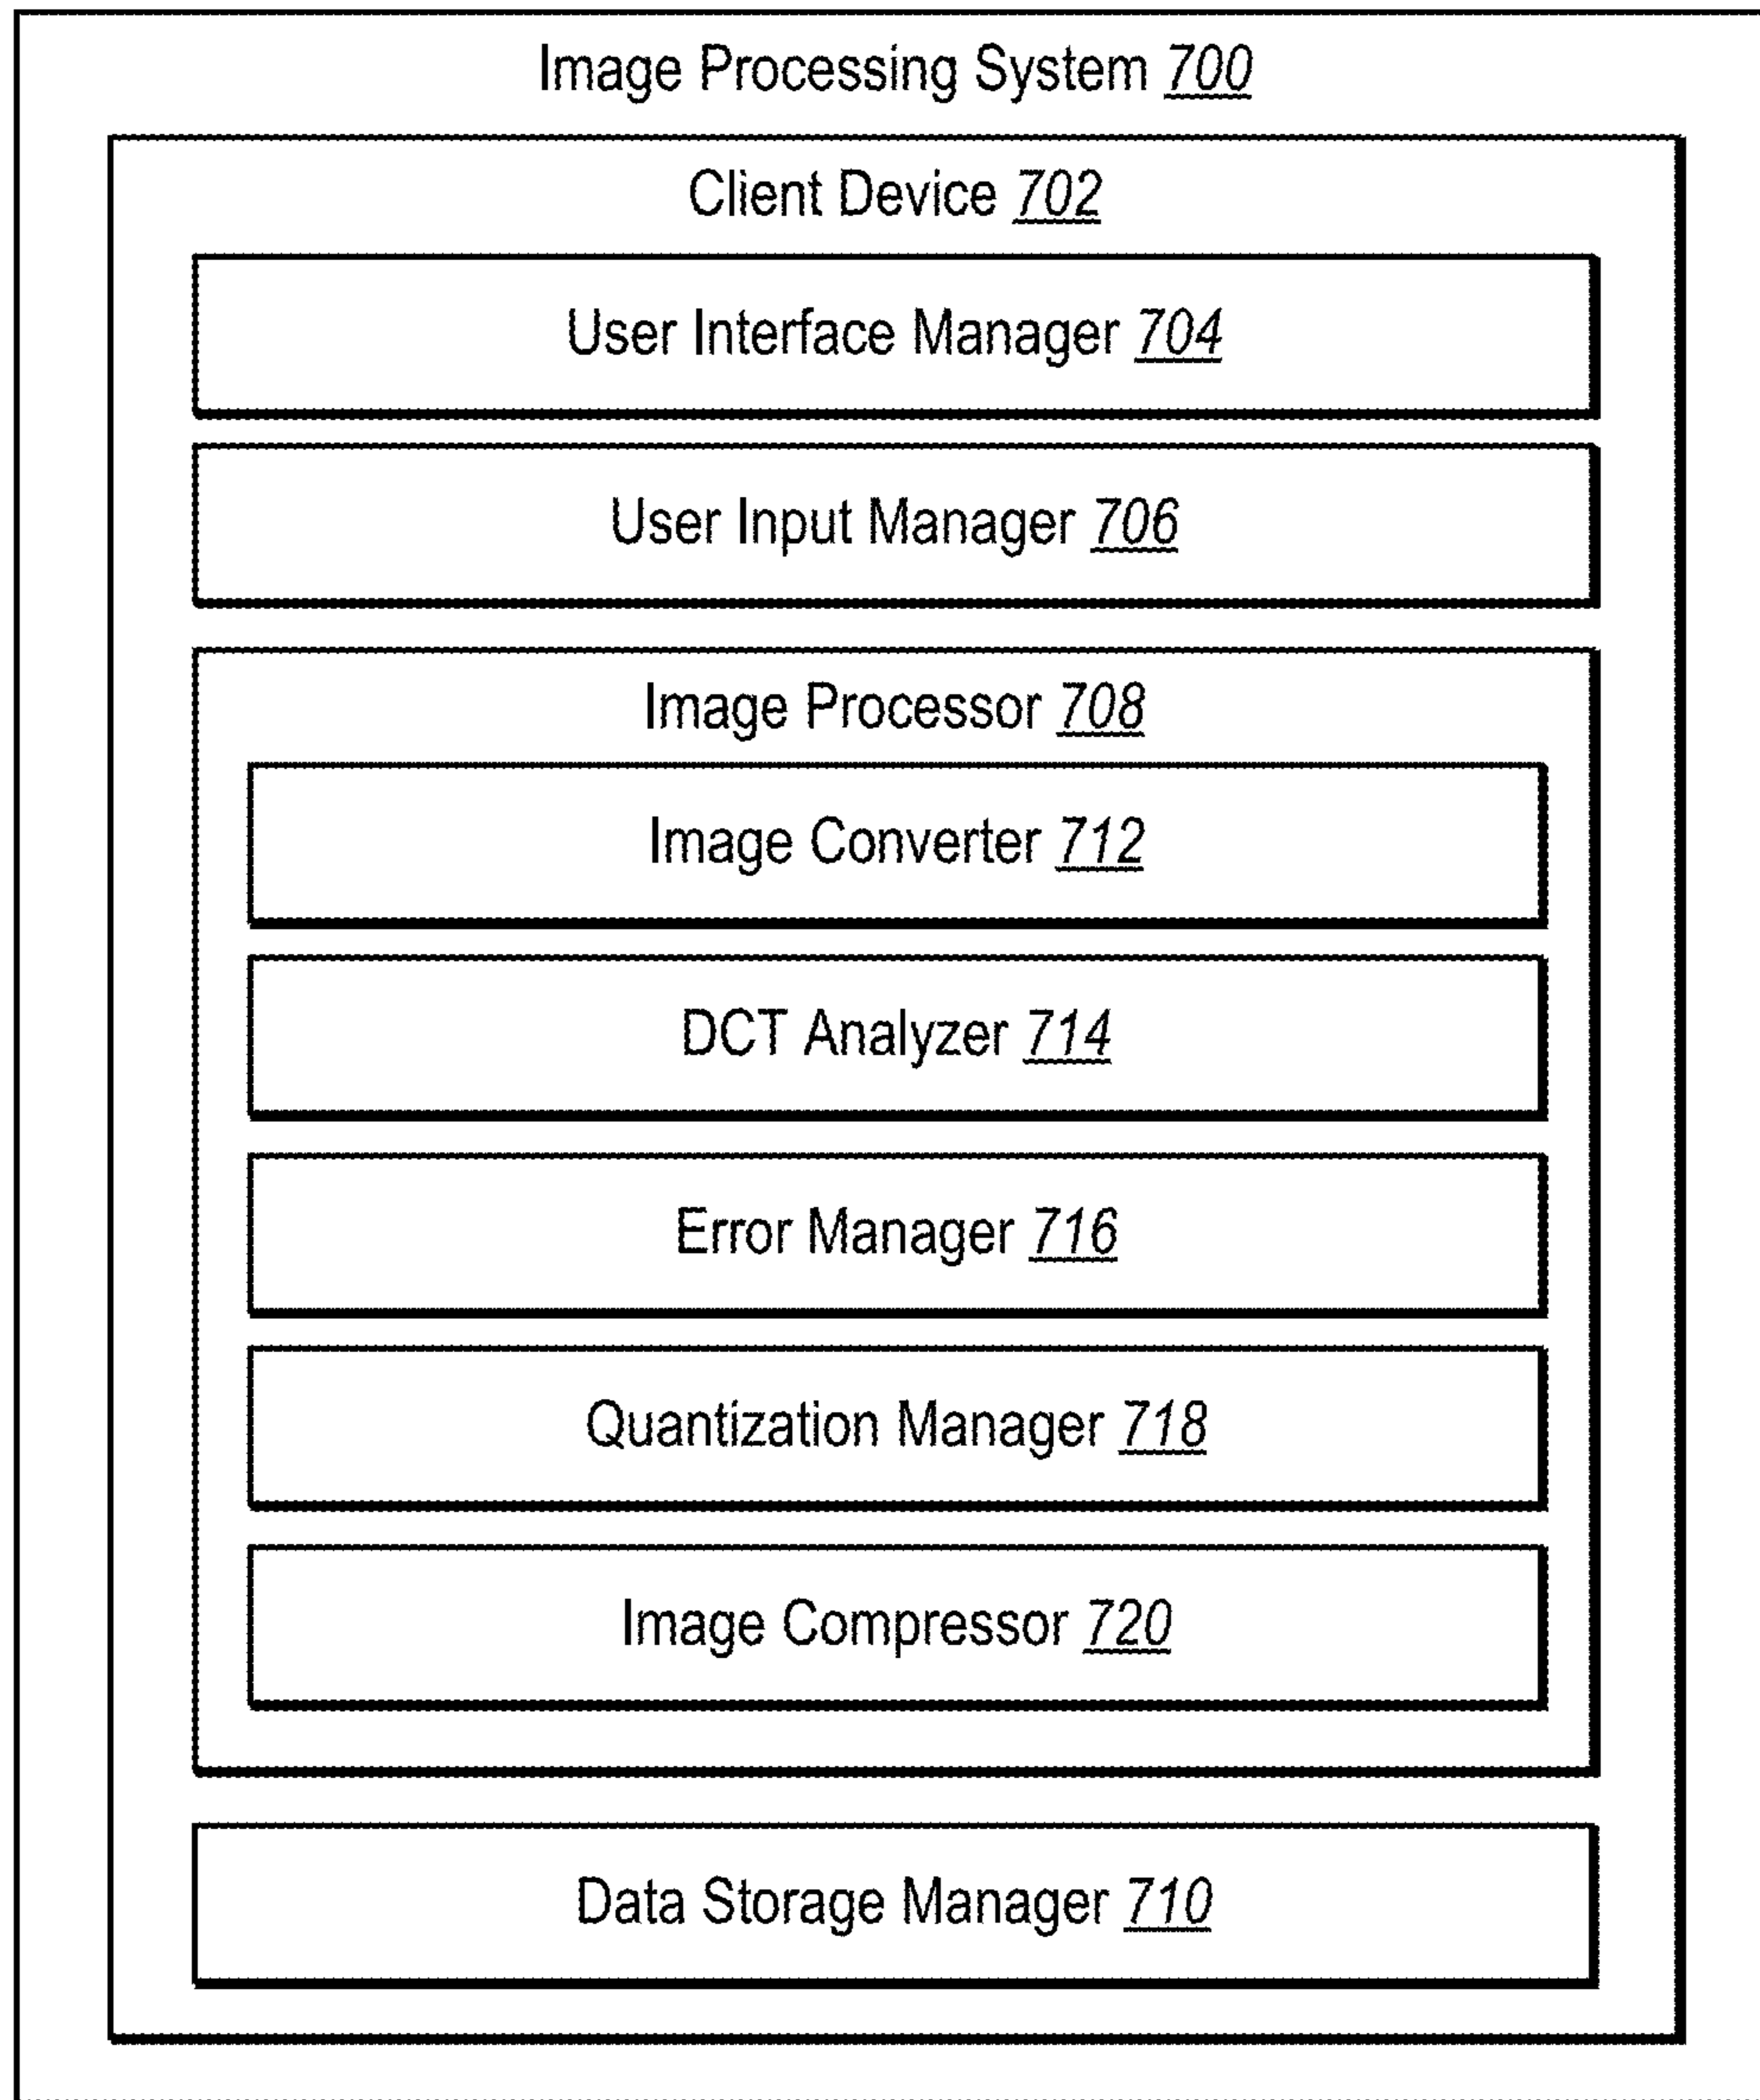 Image Processing System 700
Client Device 702
User Interface Manager 704
User Input Manager 706
Image Processor 708
Image Converter 712
DCT Analyzer 714
Error Manager 716
Quantization Manager 718
Image Compressor 720
Data Storage Manager 710